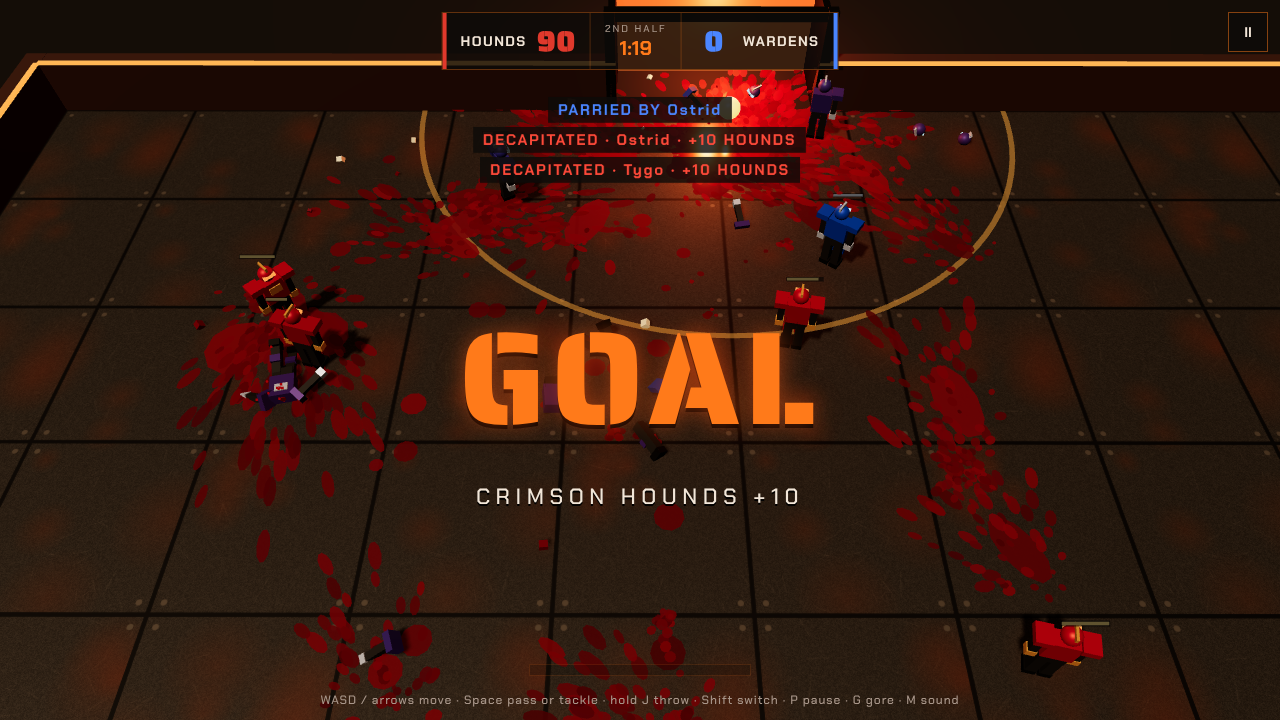 HOUNDS 90
2ND HALF
1:19
0 WARDENS
PARRIED BY Ostrid
DECAPITATED · Ostrid · +10 HOUNDS
DECAPITATED · Tygo · +10 HOUNDS
GOAL
CRIMSON HOUNDS +10
WASD / arrows move · Space pass or tackle · hold J throw · Shift switch · P pause · G gore · M sound